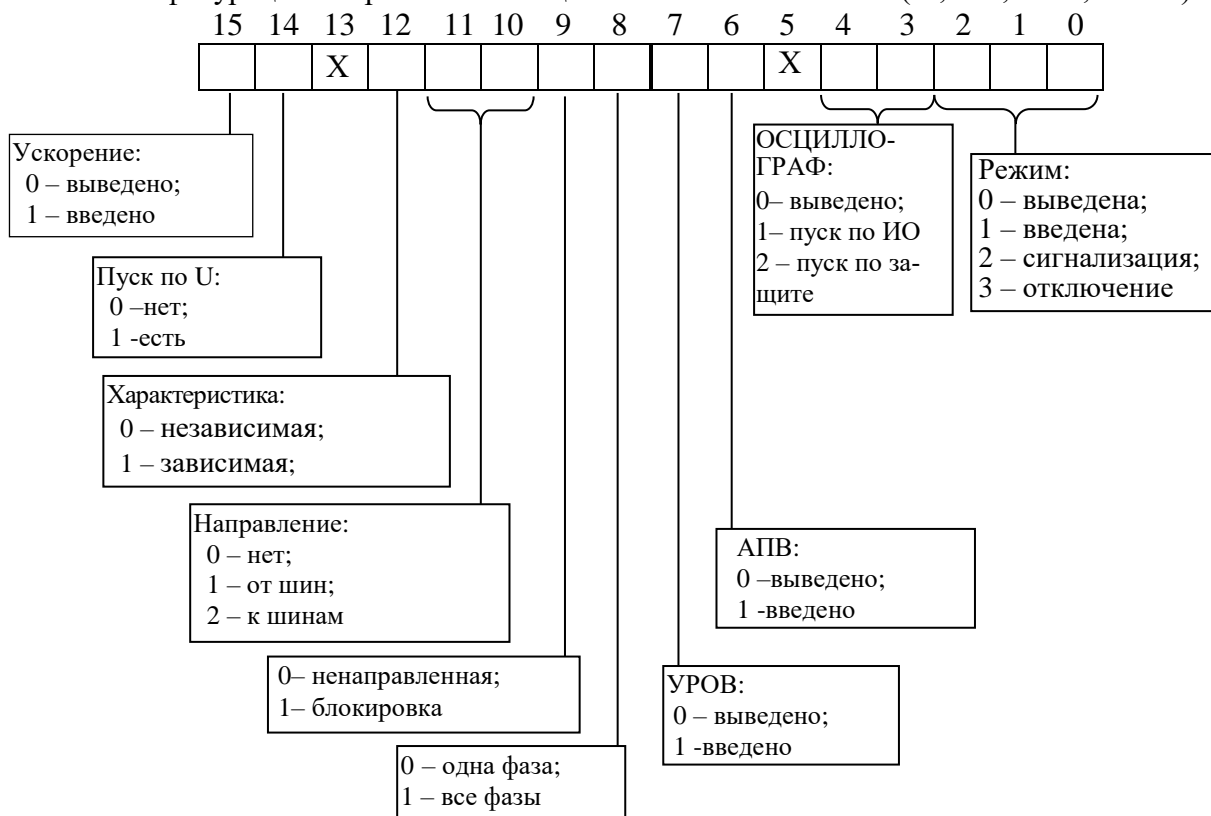 15 14 13 12 11 10 9 8 7 6 5 4 3 2 1 0
X X
Ускорение:
0 – выведено;
1 – введено
Пуск по U:
0 –нет;
1 -есть
Характеристика:
0 – независимая;
1 – зависимая;
Направление:
0 – нет;
1 – от шин;
2 – к шинам
0– ненаправленная;
1– блокировка
0 – одна фаза;
1 – все фазы
УРОВ:
0 – выведено;
1 -введено
АПВ:
0 –выведено;
1 -введено
ОСЦИЛЛО-
ГРАФ:
0– выведено;
1– пуск по ИО
2 – пуск по за-
щите
Режим:
0 – выведена;
1 – введена;
2 – сигнализация;
3 – отключение